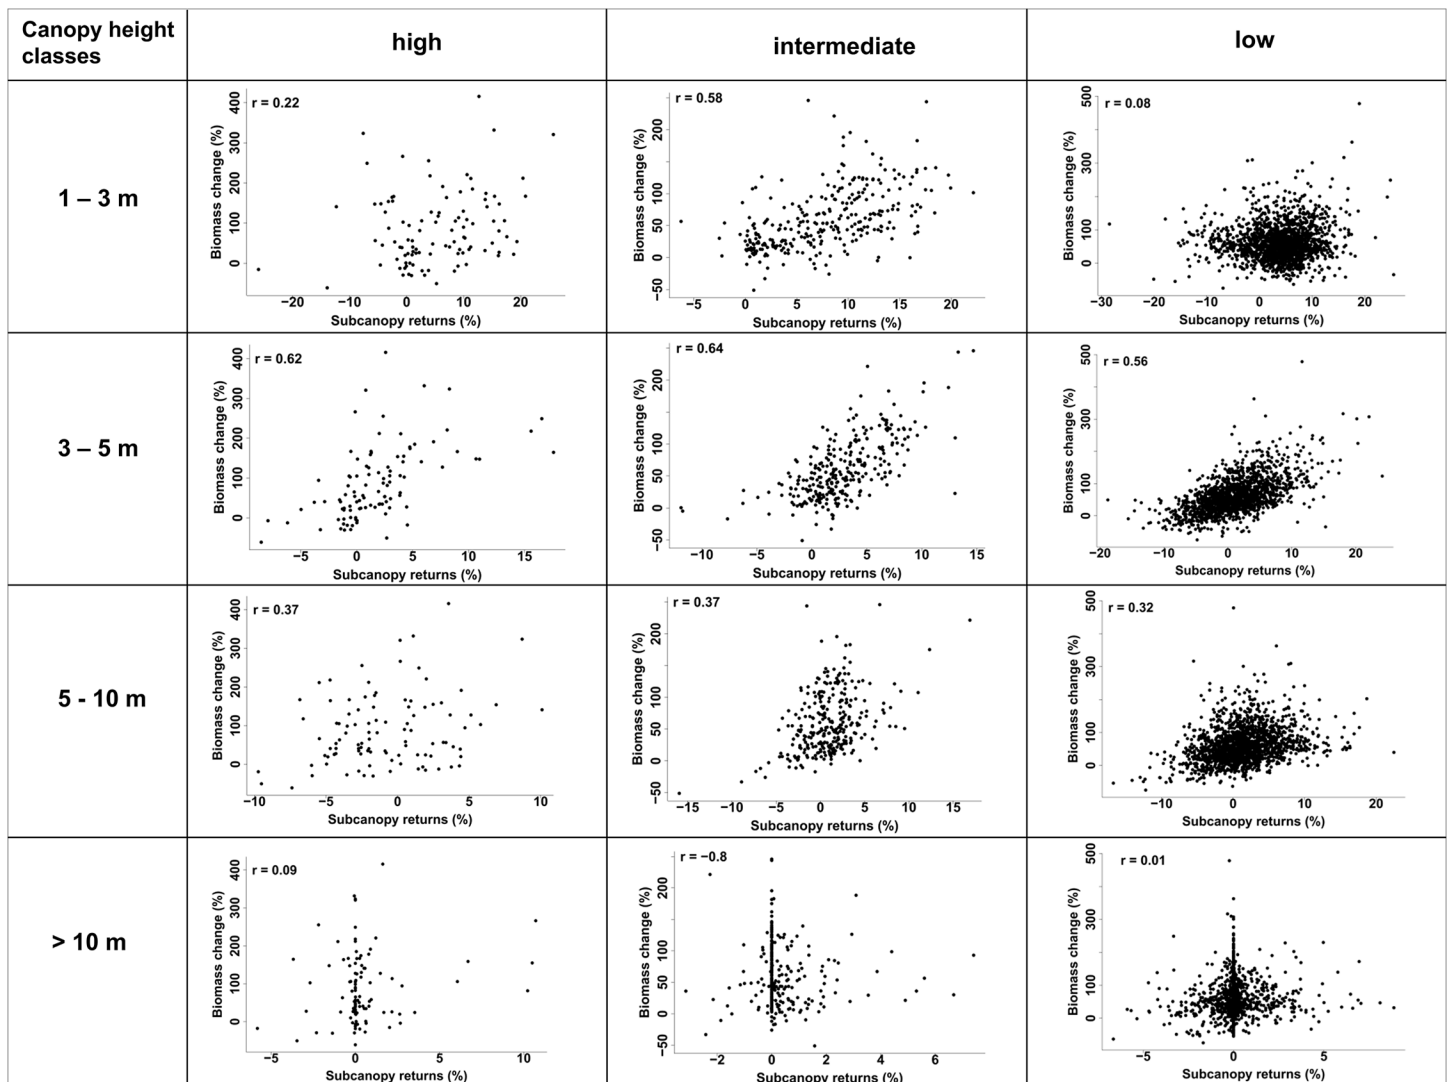 Canopy height classes
high
intermediate
low
1 – 3 m
r = 0.22
Biomass change (%)
400
300
200
100
0
−20
−10
0
10
20
Subcanopy returns (%)
r = 0.58
Biomass change (%)
200
100
50
0
−50
−5
0
5
10
15
20
Subcanopy returns (%)
r = 0.08
Biomass change (%)
500
300
100
0
−30
−20
−10
0
10
20
Subcanopy returns (%)
3 – 5 m
r = 0.62
Biomass change (%)
400
300
200
100
0
−5
0
5
10
15
Subcanopy returns (%)
r = 0.64
Biomass change (%)
200
100
50
0
−50
−10
−5
0
5
10
15
Subcanopy returns (%)
r = 0.56
Biomass change (%)
500
300
100
0
−20
−10
0
10
20
Subcanopy returns (%)
5 - 10 m
r = 0.37
Biomass change (%)
400
300
200
100
0
−10
−5
0
5
10
Subcanopy returns (%)
r = 0.37
Biomass change (%)
200
100
50
0
−50
−15
−10
−5
0
5
10
15
Subcanopy returns (%)
r = 0.32
Biomass change (%)
500
300
100
0
−10
0
10
20
Subcanopy returns (%)
> 10 m
r = 0.09
Biomass change (%)
400
300
200
100
0
−5
0
5
10
Subcanopy returns (%)
r = −0.8
Biomass change (%)
200
100
50
0
−50
−2
0
2
4
6
Subcanopy returns (%)
r = 0.01
Biomass change (%)
500
300
100
0
−5
0
5
Subcanopy returns (%)